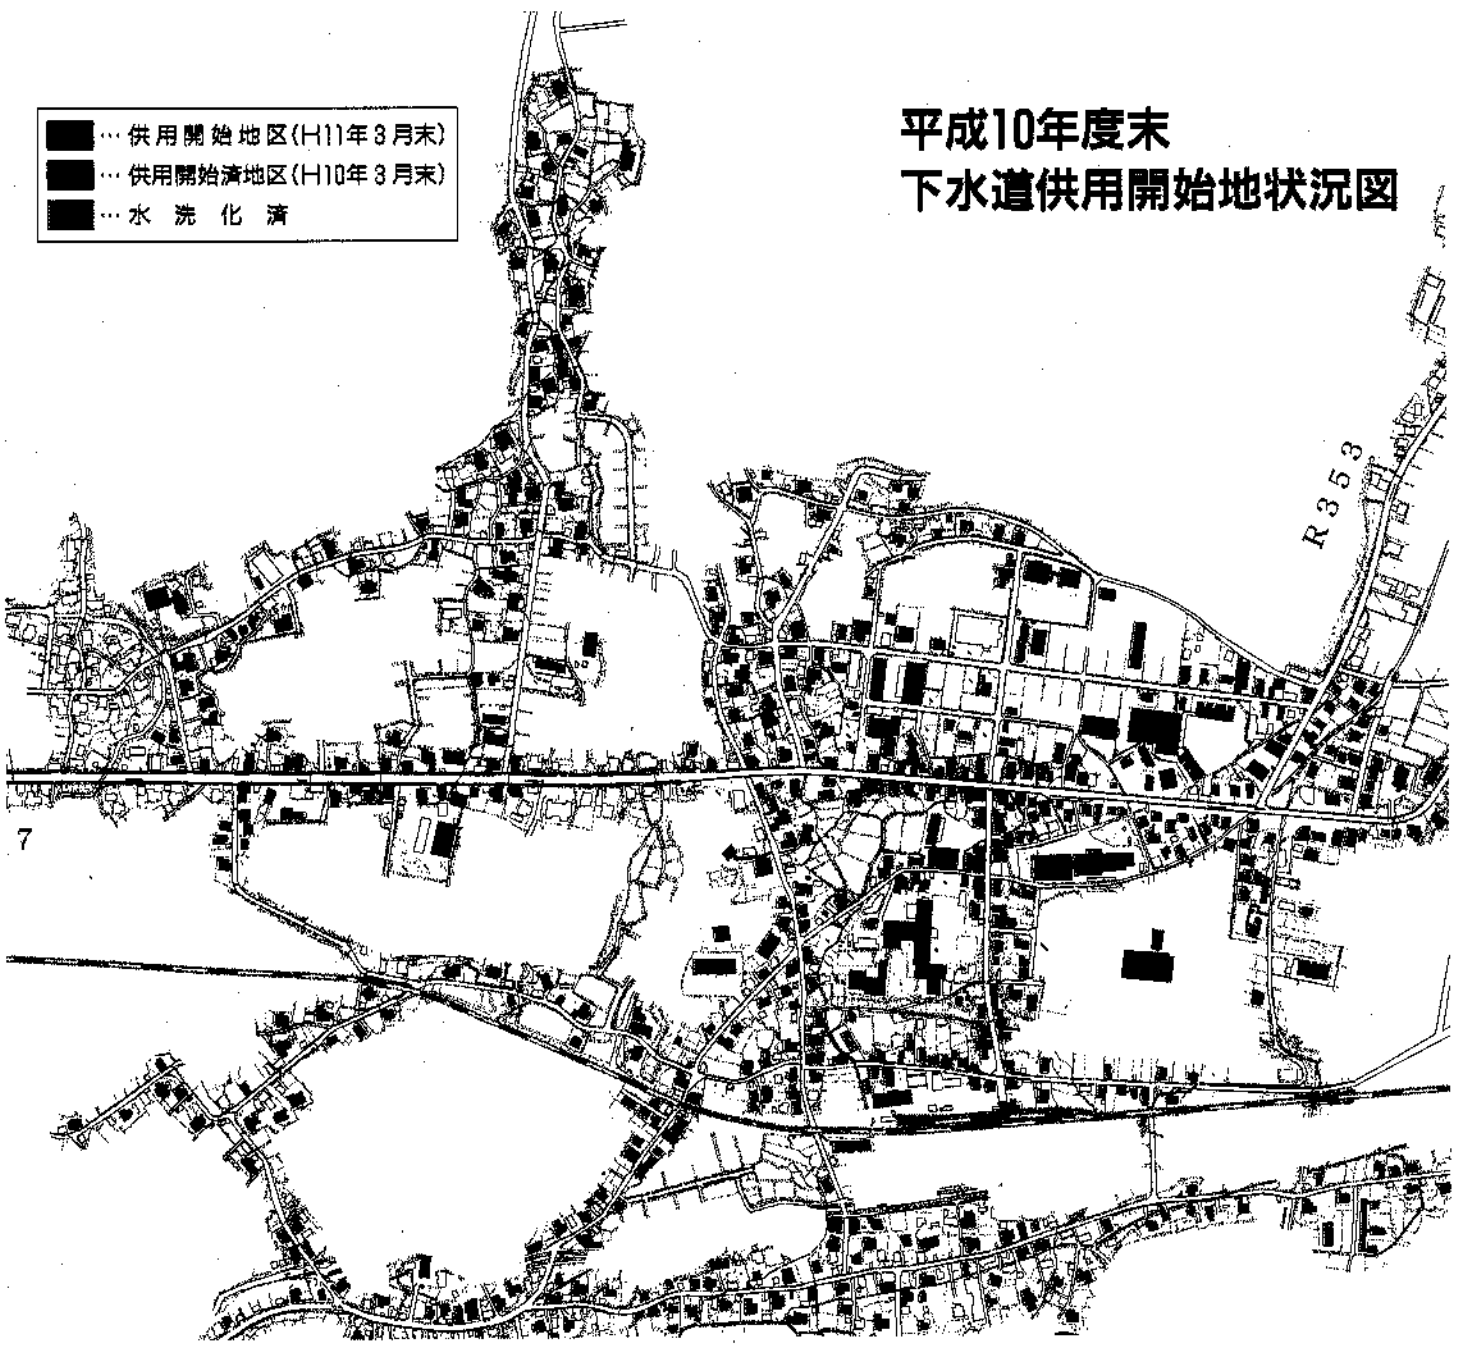 …供用開始地区(H11年3月末)
…供用開始済地区(H10年3月末)
…水洗化済
平成10年度末
下水道供用開始地状況図
R353
7